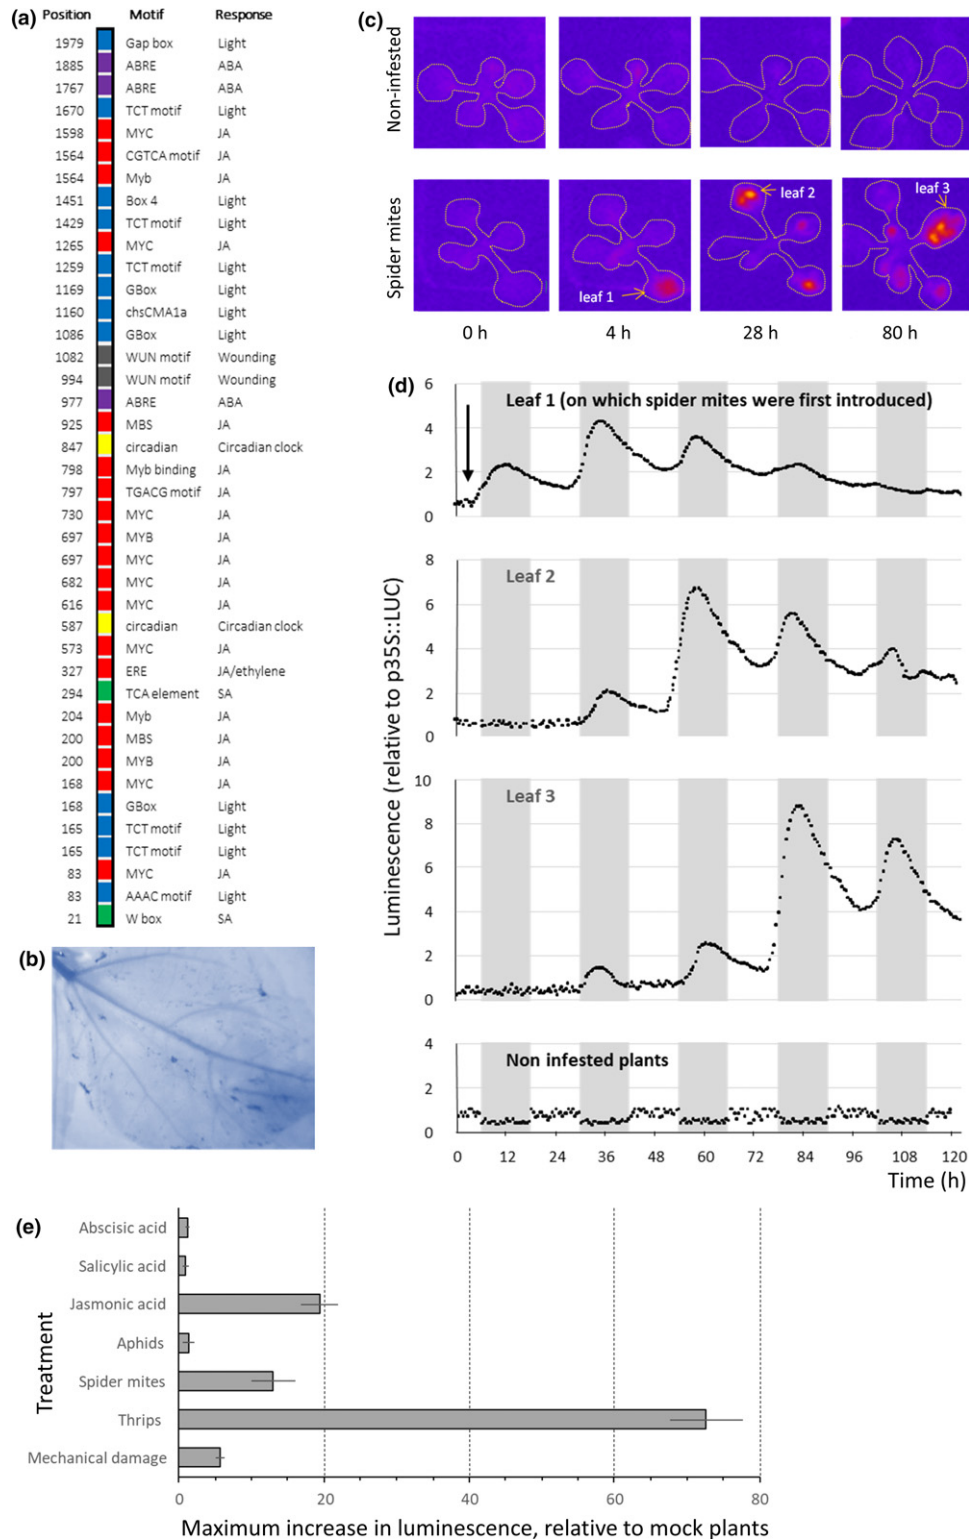 (a)
Position Motif Response
1979 Gap box Light
1885 ABRE ABA
1767 ABRE ABA
1670 TCT motif Light
1598 MYC JA
1564 CGTCA motif JA
1564 Myb JA
1451 Box 4 Light
1429 TCT motif Light
1265 MYC JA
1259 TCT motif Light
1169 GBox Light
1160 chsCMA1a Light
1086 GBox Light
1082 WUN motif Wounding
994 WUN motif Wounding
977 ABRE ABA
925 MBS JA
847 circadian Circadian clock
798 Myb binding JA
797 TGACG motif JA
730 MYC JA
697 MYB JA
697 MYC JA
682 MYC JA
616 MYC JA
587 circadian Circadian clock
573 MYC JA
327 ERE JA/ethylene
294 TCA element SA
204 Myb JA
200 MBS JA
200 MYB JA
168 MYC JA
168 GBox Light
165 TCT motif Light
165 TCT motif Light
83 MYC JA
83 AAAC motif Light
21 W box SA
(b)
(c)
Non-infested
Spider mites
leaf 1
leaf 2
leaf 3
0 h 4 h 28 h 80 h
(d)
Luminescence (relative to p35S::LUC)
Leaf 1 (on which spider mites were first introduced)
6
4
2
0
Leaf 2
8
6
4
2
0
Leaf 3
10
8
6
4
2
0
Non infested plants
4
2
0
0 12 24 36 48 60 72 84 96 108 120
Time (h)
(e)
Treatment
Abscisic acid
Salicylic acid
Jasmonic acid
Aphids
Spider mites
Thrips
Mechanical damage
0 20 40 60 80
Maximum increase in luminescence, relative to mock plants